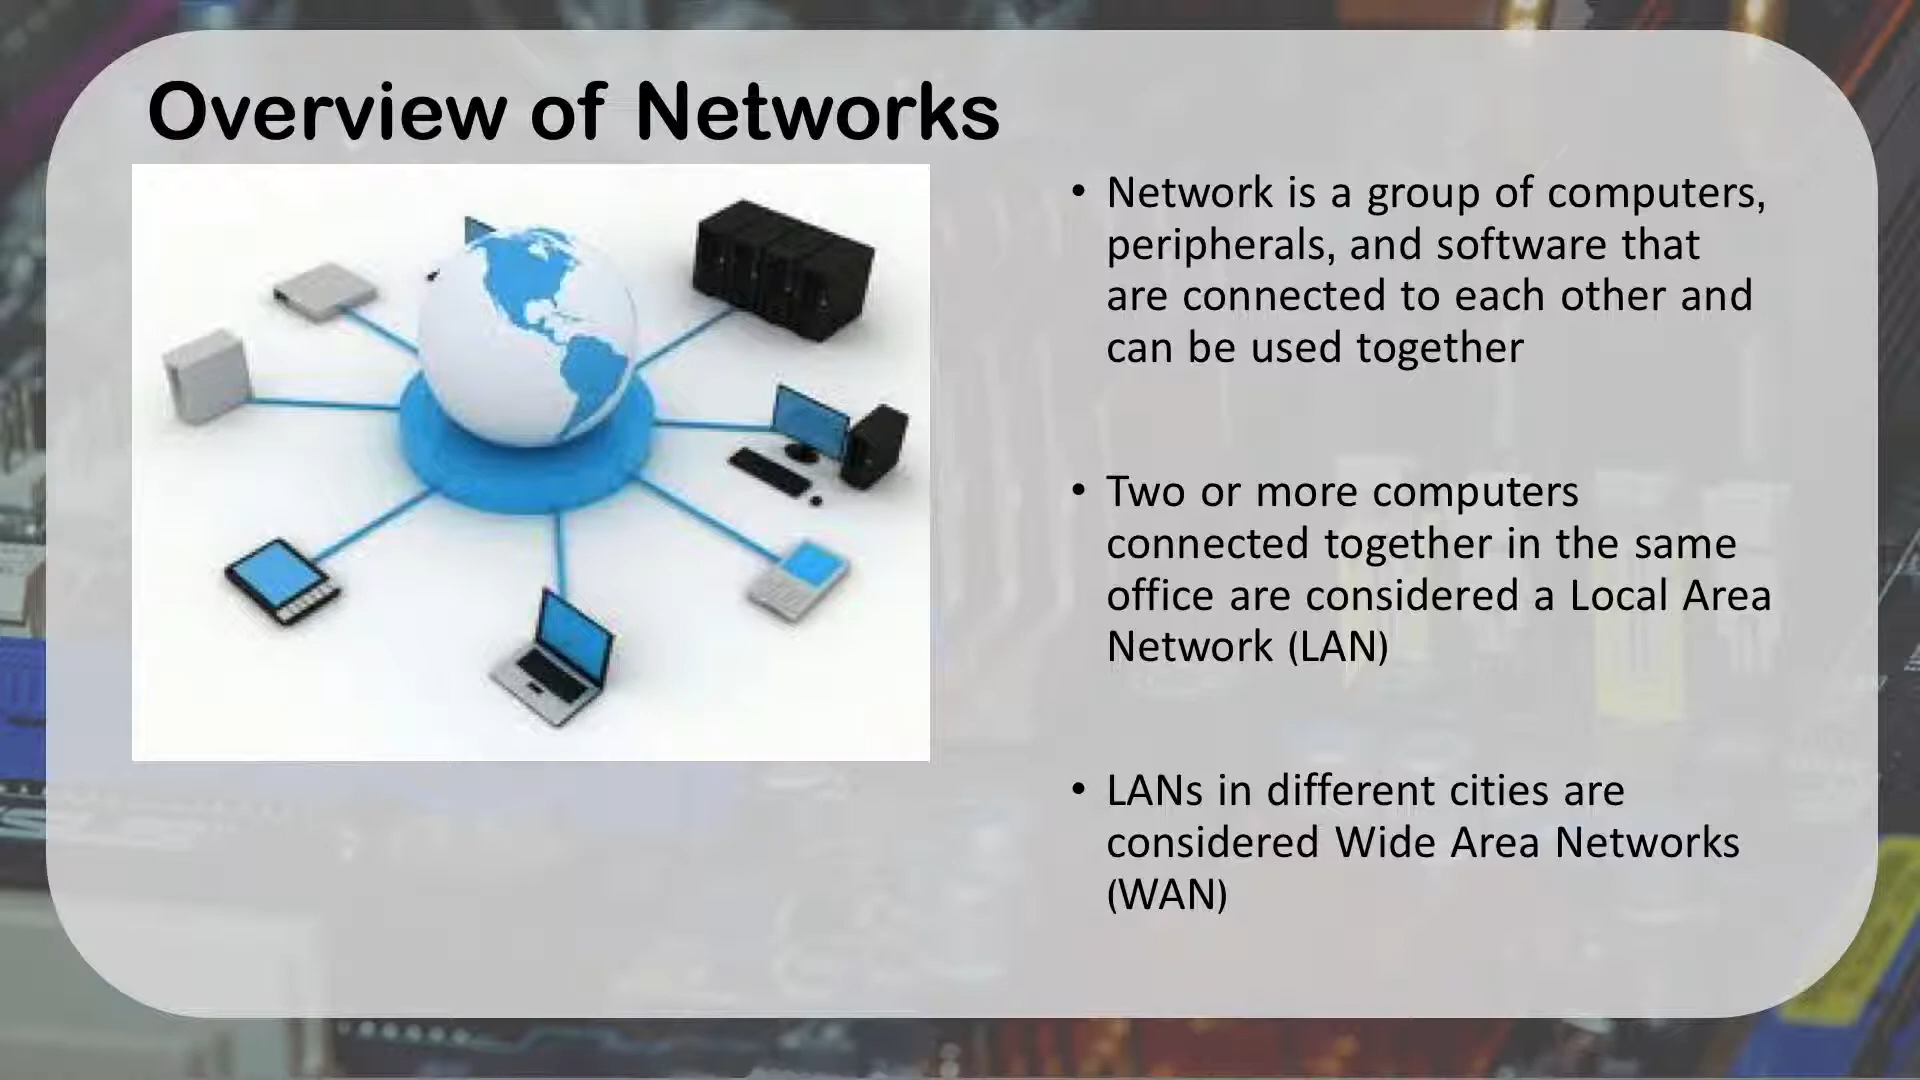 Overview of Networks
• Network is a group of computers,
peripherals, and software that
are connected to each other and
can be used together
• Two or more computers
connected together in the same
office are considered a Local Area
Network (LAN)
• LANs in different cities are
considered Wide Area Networks
(WAN)